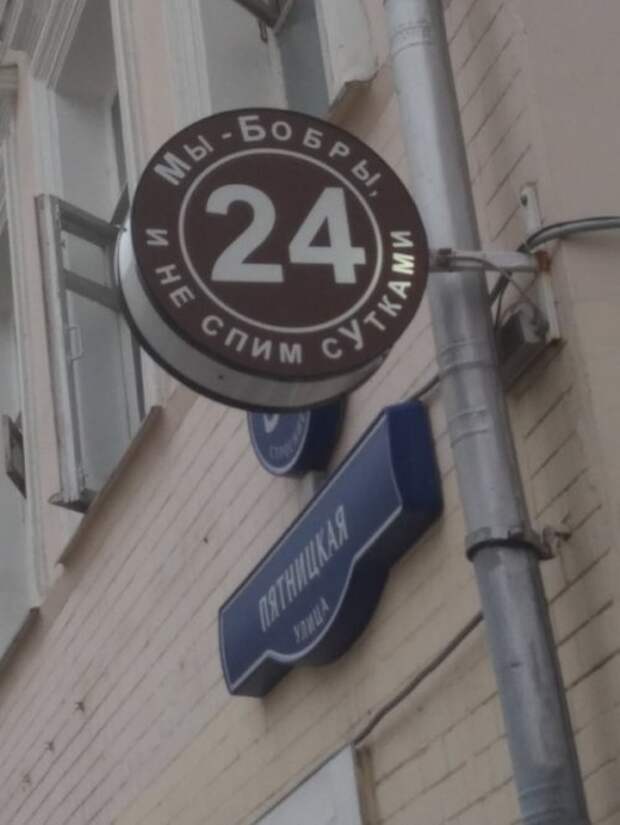 Мы - Бобры,
24
и не спим сУтками
ПЯТНИЦКАЯ
УЛИЦА